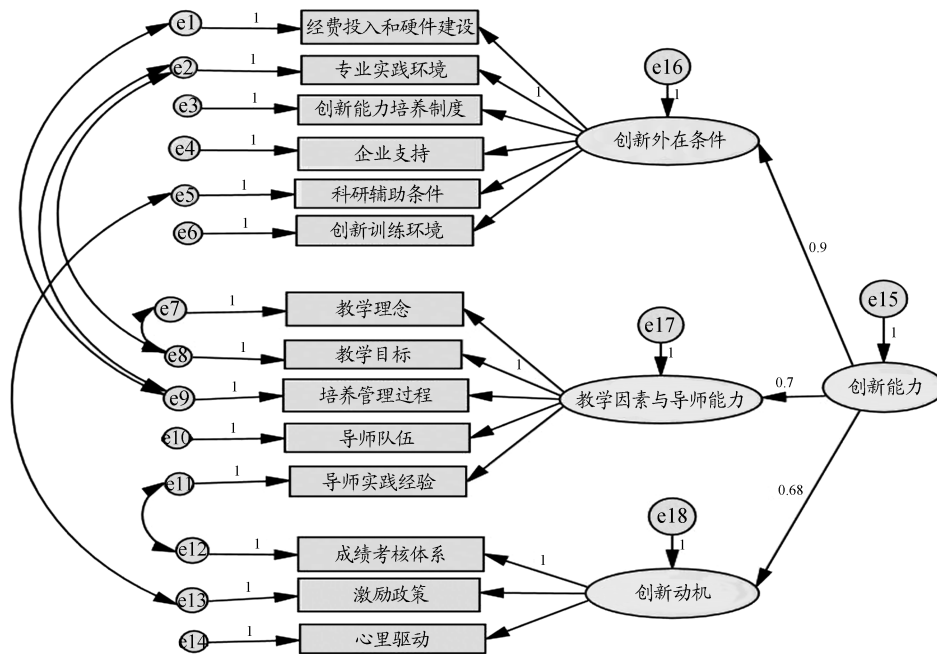 e1 1 经费投入和硬件建设
e2 1 专业实践环境
e3 1 创新能力培养制度
e4 1 企业支持
e5 1 科研辅助条件
e6 1 创新训练环境
1
e16
1
创新外在条件
0.9
e7 1 教学理念
e8 1 教学目标
e9 1 培养管理过程
e10 1 导师队伍
e11 1 导师实践经验
1
e17
1
教学因素与导师能力
0.7
e15
1
创新能力
0.68
e12 1 成绩考核体系
e13 1 激励政策
e14 1 心里驱动
1
e18
1
创新动机